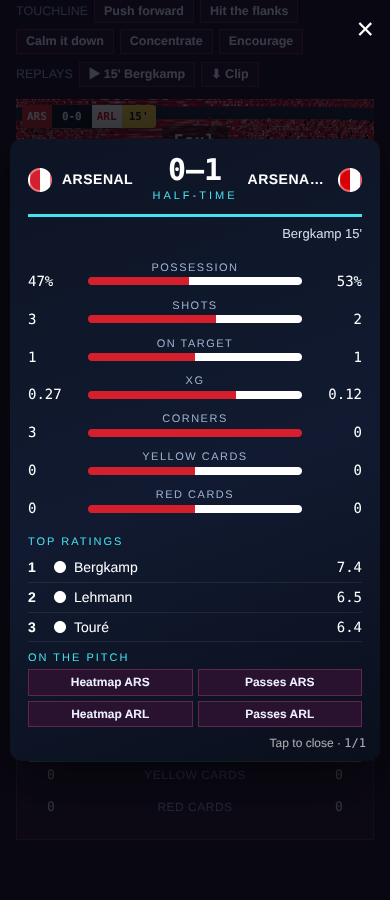 TOUCHLINE Push forward Hit the flanks
Calm it down Concentrate Encourage
REPLAYS ▶ 15' Bergkamp ⬇ Clip
ARS 0-0 ARL 15'
Foul
✕
ARSENAL 0–1 ARSENA...
HALF-TIME
Bergkamp 15'
POSSESSION
47% 53%
SHOTS
3 2
ON TARGET
1 1
XG
0.27 0.12
CORNERS
3 0
YELLOW CARDS
0 0
RED CARDS
0 0
TOP RATINGS
1 Bergkamp 7.4
2 Lehmann 6.5
3 Touré 6.4
ON THE PITCH
Heatmap ARS Passes ARS
Heatmap ARL Passes ARL
Tap to close · 1/1
0 YELLOW CARDS 0
0 RED CARDS 0